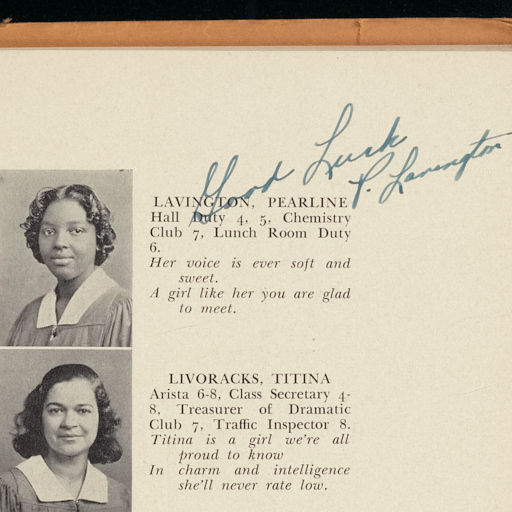 Good Luck
P. Lavington
LAVINGTON, PEARLINE
Hall Duty 4, 5, Chemistry
Club 7, Lunch Room Duty
6.
Her voice is ever soft and
sweet.
A girl like her you are glad
to meet.
LIVORACKS, TITINA
Arista 6-8, Class Secretary 4-
8, Treasurer of Dramatic
Club 7, Traffic Inspector 8.
Titina is a girl we're all
proud to know
In charm and intelligence
she'll never rate low.